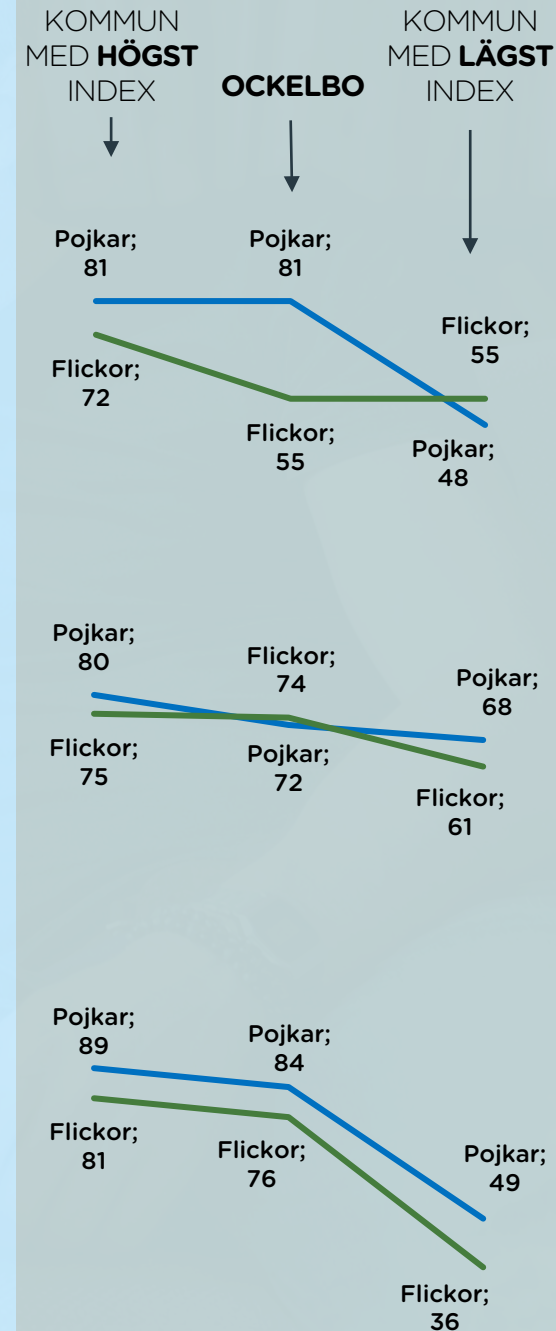 KOMMUN
MED HÖGST
INDEX
OCKELBO
KOMMUN
MED LÄGST
INDEX
Pojkar;
81
Pojkar;
81
Flickor;
55
Flickor;
72
Flickor;
55
Pojkar;
48
Pojkar;
80
Flickor;
74
Pojkar;
68
Flickor;
75
Pojkar;
72
Flickor;
61
Pojkar;
89
Pojkar;
84
Flickor;
81
Flickor;
76
Pojkar;
49
Flickor;
36